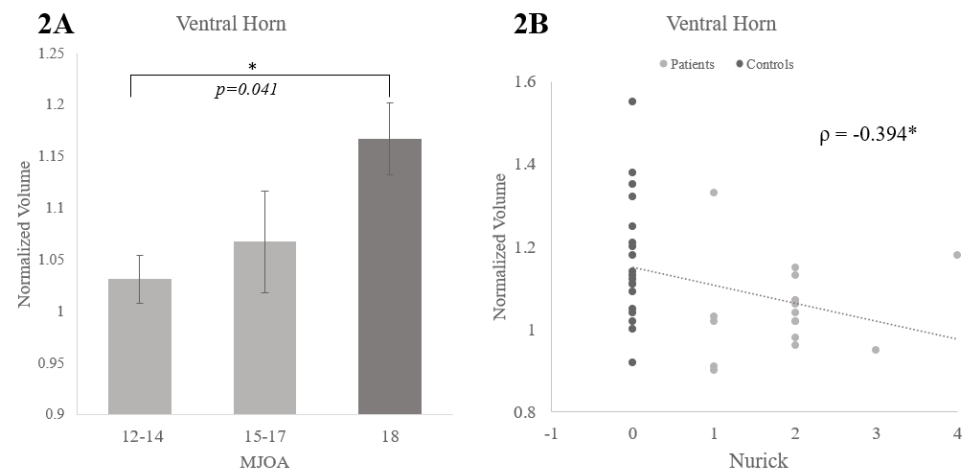 2A
Ventral Horn
1.25
1.2
1.15
1.1
1.05
1
0.95
0.9
Normalized Volume
*
p=0.041
12-14 15-17 18
MJOA
2B
Ventral Horn
Patients Controls
1.6
1.4
1.2
1
0.8
Normalized Volume
ρ = -0.394*
-1 0 1 2 3 4
Nurick